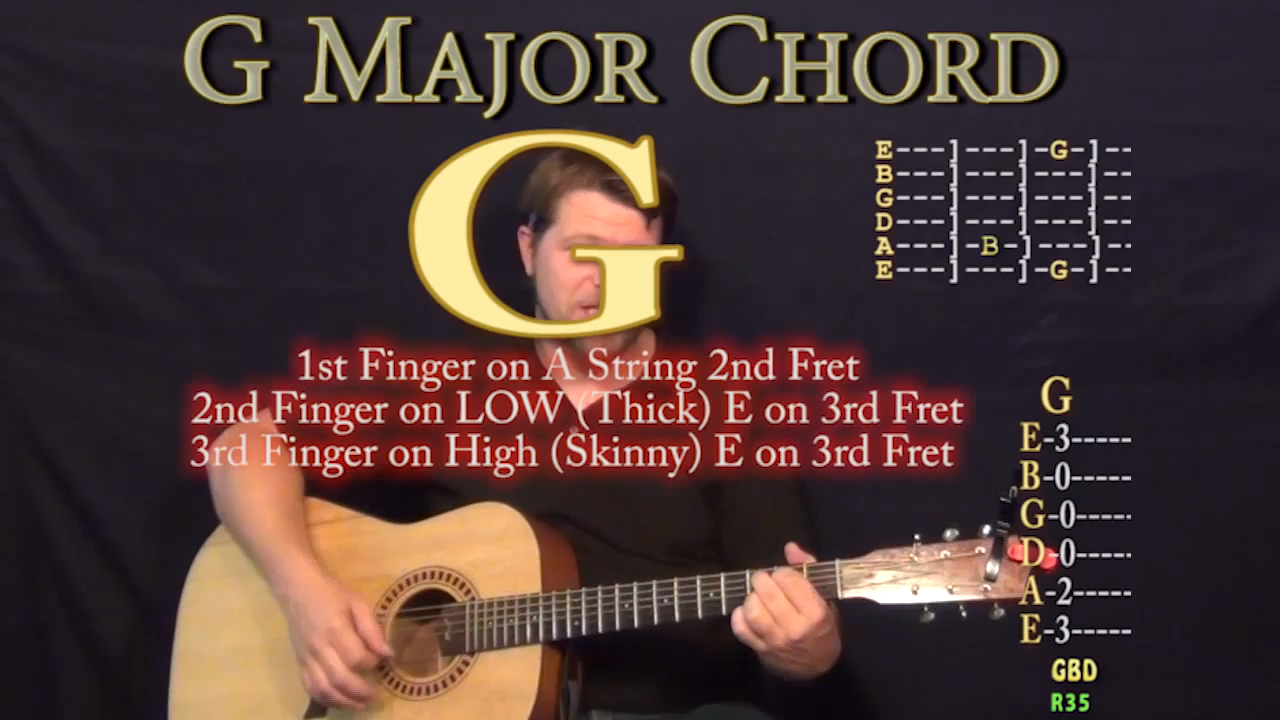 G Major Chord
G
E---]---]-G-]--
B---]---]---]--
G---]---]---]--
D---]---]---]--
A---]-B-]---]--
E---]---]-G-]--
1st Finger on A String 2nd Fret
2nd Finger on LOW (Thick) E on 3rd Fret
3rd Finger on High (Skinny) E on 3rd Fret
G
E-3-----
B-0-----
G-0-----
D-0-----
A-2-----
E-3-----
GBD
R35